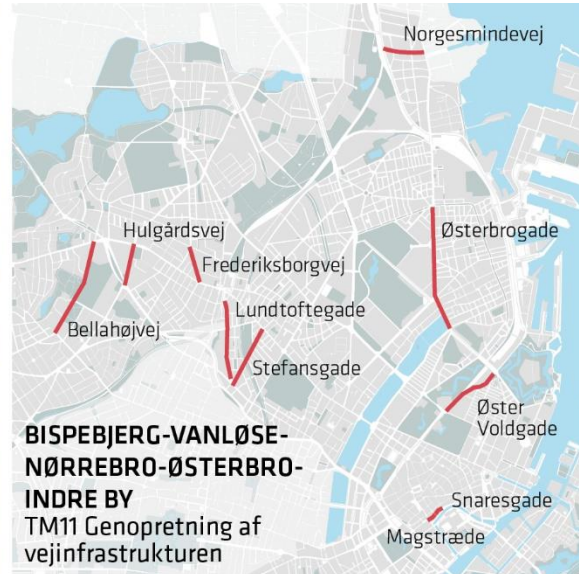 Norgesmindevej
Hulgårdsvej
Østerbrogade
Frederiksborgvej
Lundtoftegade
Bellahøjvej
Stefansgade
Øster
Voldgade
BISPEBJERG-VANLØSE-
NØRREBRO-ØSTERBRO-
INDRE BY
TM11 Genopretning af
vejinfrastrukturen
Snaresgade
Magstræde